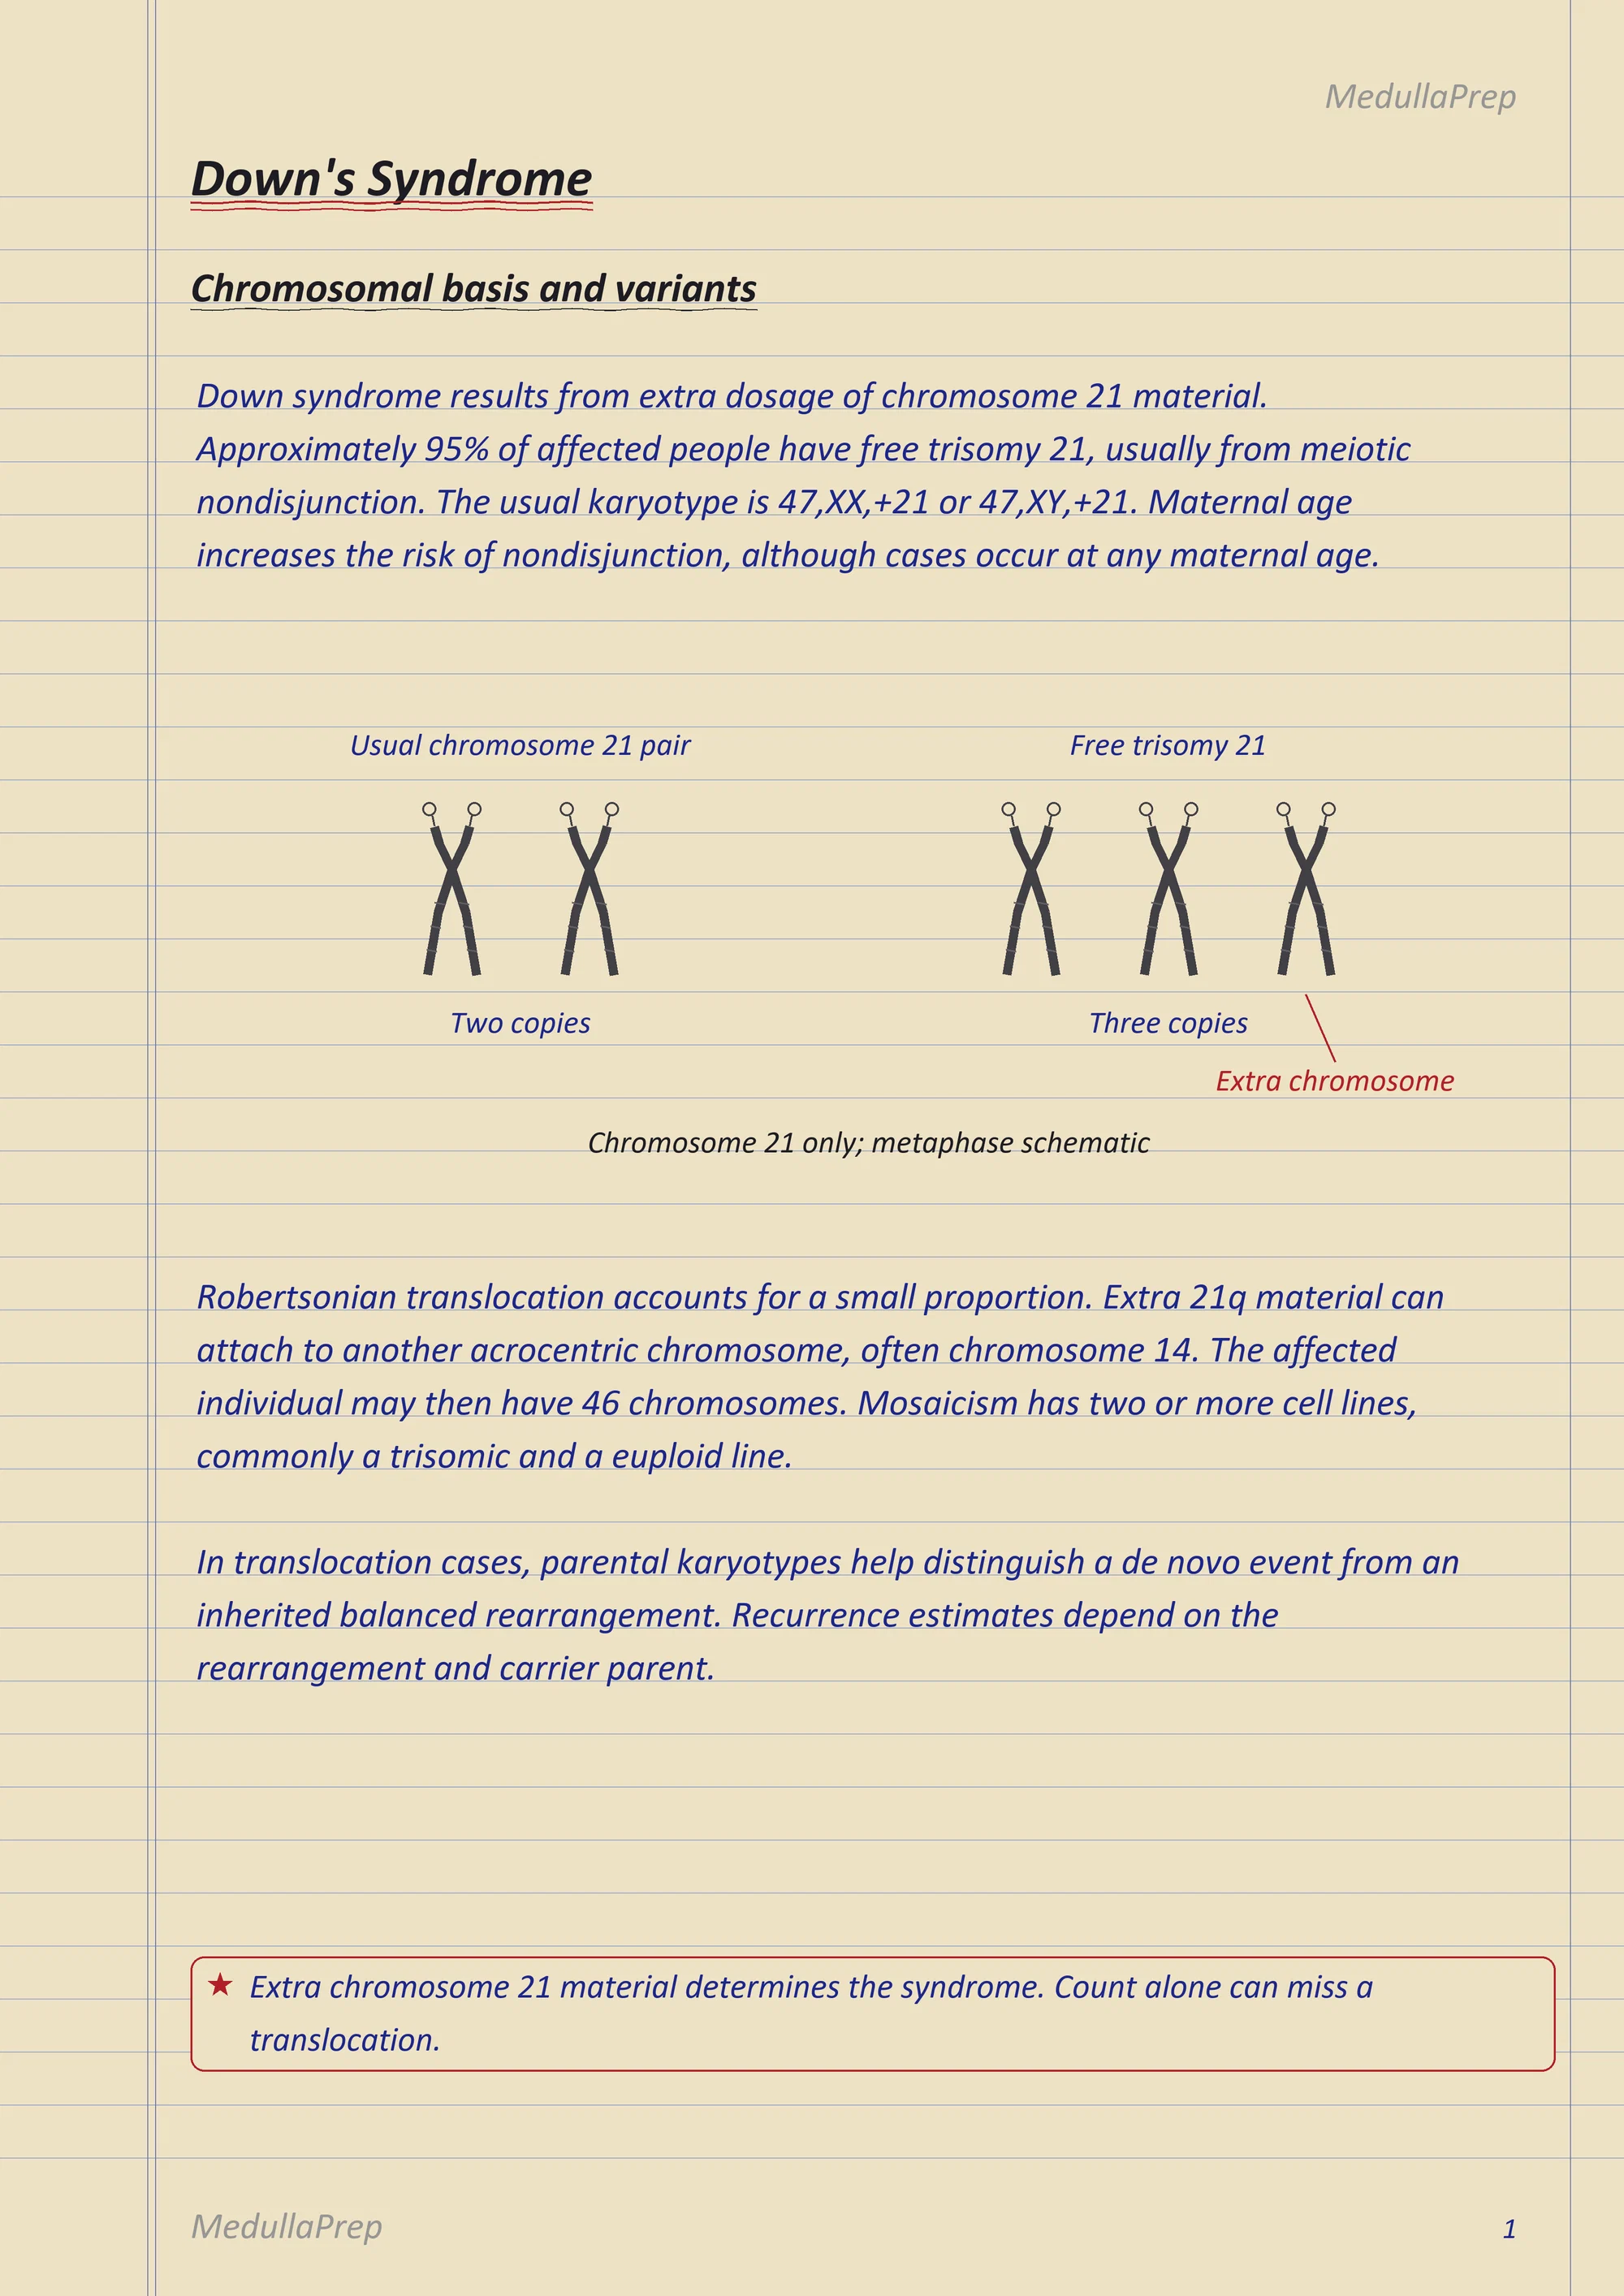 MedullaPrep
Down's Syndrome
Chromosomal basis and variants
Down syndrome results from extra dosage of chromosome 21 material.
Approximately 95% of affected people have free trisomy 21, usually from meiotic
nondisjunction. The usual karyotype is 47,XX,+21 or 47,XY,+21. Maternal age
increases the risk of nondisjunction, although cases occur at any maternal age.
Usual chromosome 21 pair
Free trisomy 21
Two copies
Three copies
Extra chromosome
Chromosome 21 only; metaphase schematic
Robertsonian translocation accounts for a small proportion. Extra 21q material can
attach to another acrocentric chromosome, often chromosome 14. The affected
individual may then have 46 chromosomes. Mosaicism has two or more cell lines,
commonly a trisomic and a euploid line.
In translocation cases, parental karyotypes help distinguish a de novo event from an
inherited balanced rearrangement. Recurrence estimates depend on the
rearrangement and carrier parent.
★ Extra chromosome 21 material determines the syndrome. Count alone can miss a
translocation.
MedullaPrep
1